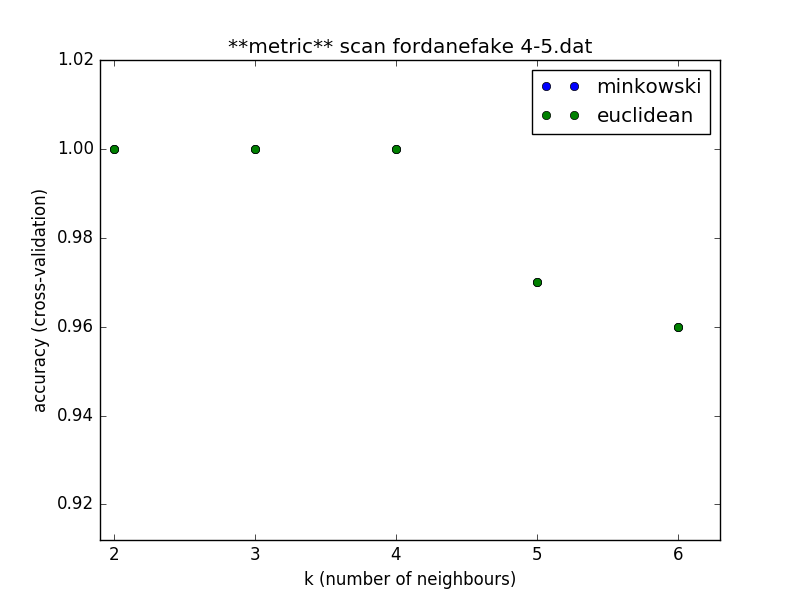 **metric** scan fordanefake 4-5.dat
1.02
1.00
0.98
0.96
0.94
0.92
accuracy (cross-validation)
minkowski
euclidean
2 3 4 5 6
k (number of neighbours)